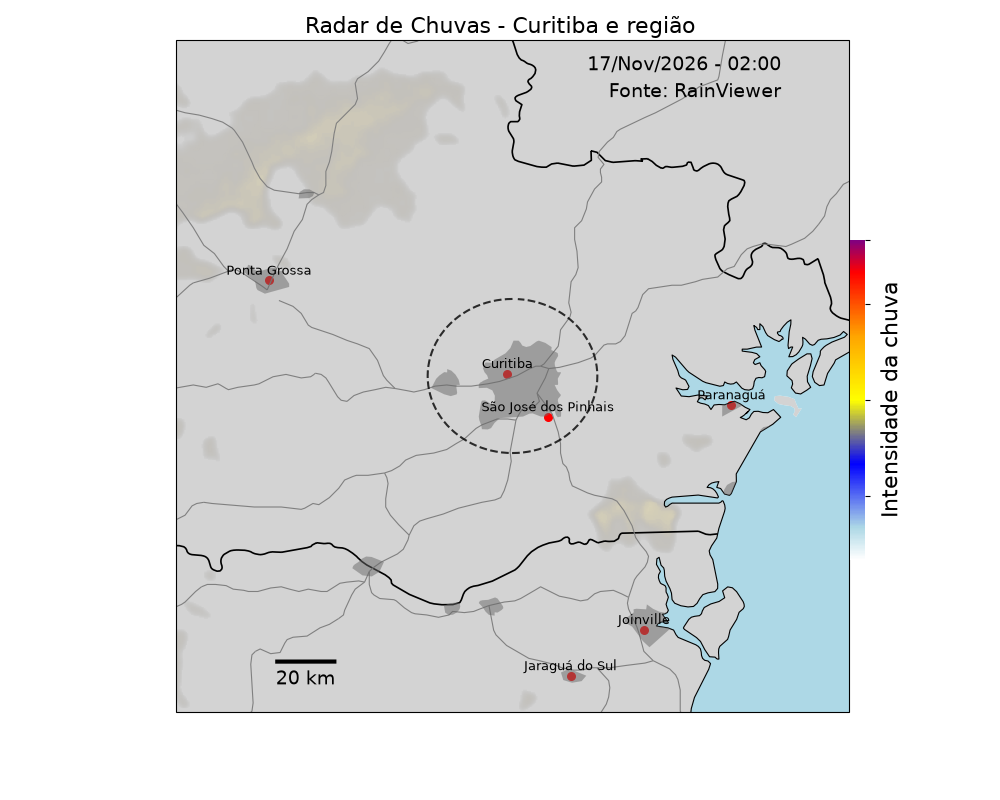 Radar de Chuvas - Curitiba e região
17/Nov/2026 - 02:00
Fonte: RainViewer
Ponta Grossa
Curitiba
São José dos Pinhais
Paranaguá
Joinville
Jaraguá do Sul
20 km
Intensidade da chuva